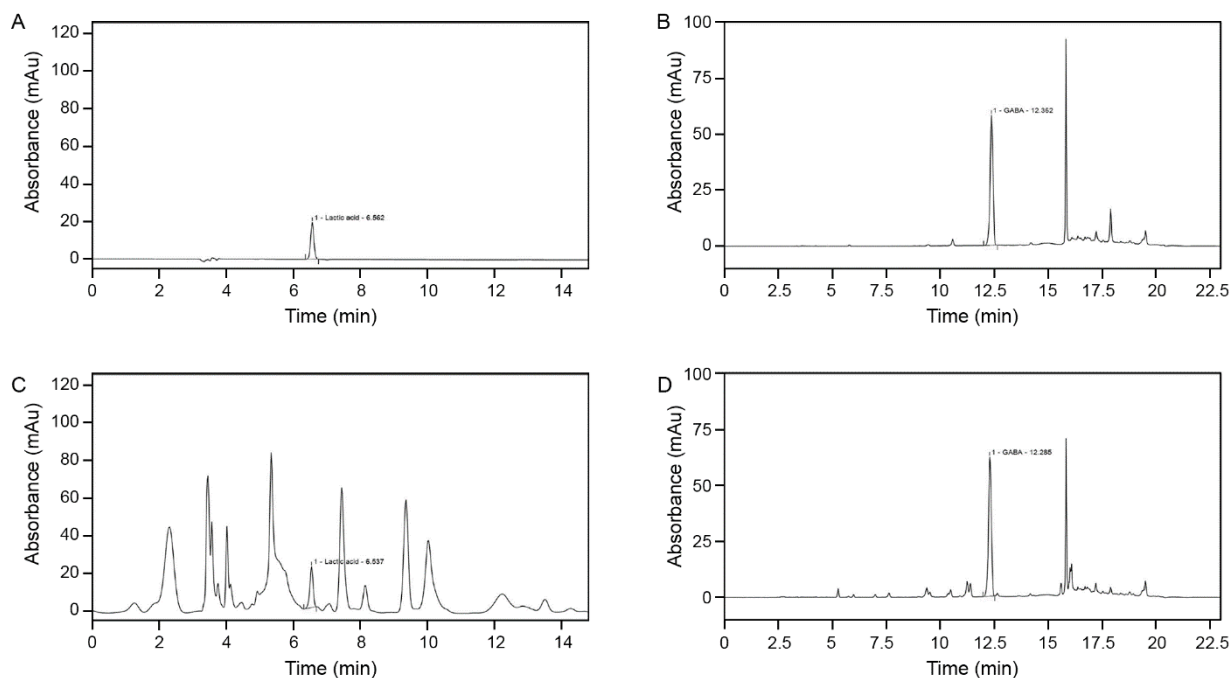 A
Absorbance (mAu)
120
100
80
60
40
20
0
1 - Lactic acid - 6.562
0 2 4 6 8 10 12 14
Time (min)
B
Absorbance (mAu)
100
75
50
25
0
1 - GABA - 12.352
0 2.5 5 7.5 10 12.5 15 17.5 20 22.5
Time (min)
C
Absorbance (mAu)
120
100
80
60
40
20
0
1 - Lactic acid - 6.537
0 2 4 6 8 10 12 14
Time (min)
D
Absorbance (mAu)
100
75
50
25
0
1 - GABA - 12.285
0 2.5 5 7.5 10 12.5 15 17.5 20 22.5
Time (min)